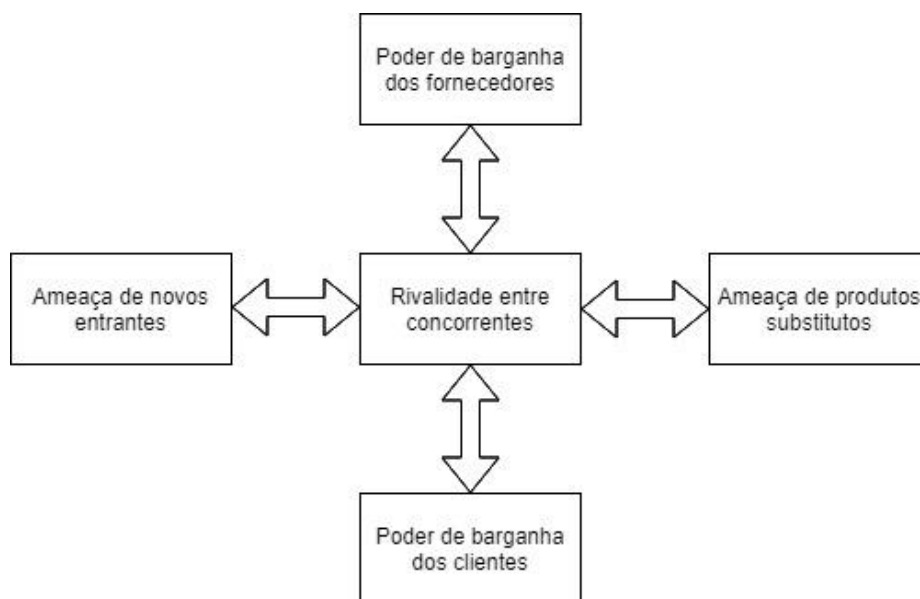 Poder de barganha
dos fornecedores
Ameaça de novos
entrantes
Rivalidade entre
concorrentes
Ameaça de produtos
substitutos
Poder de barganha
dos clientes